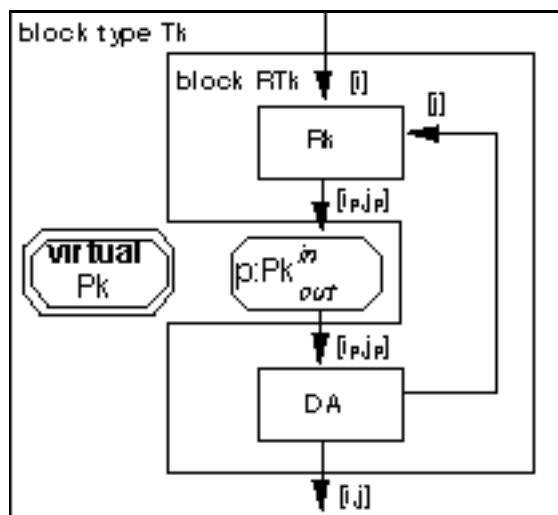 block type Tk
block RTk
[i]
[j]
Rk
[iP,jP]
virtual
Pk
p:Pk in
out
[iP,jP]
DA
[i,j]